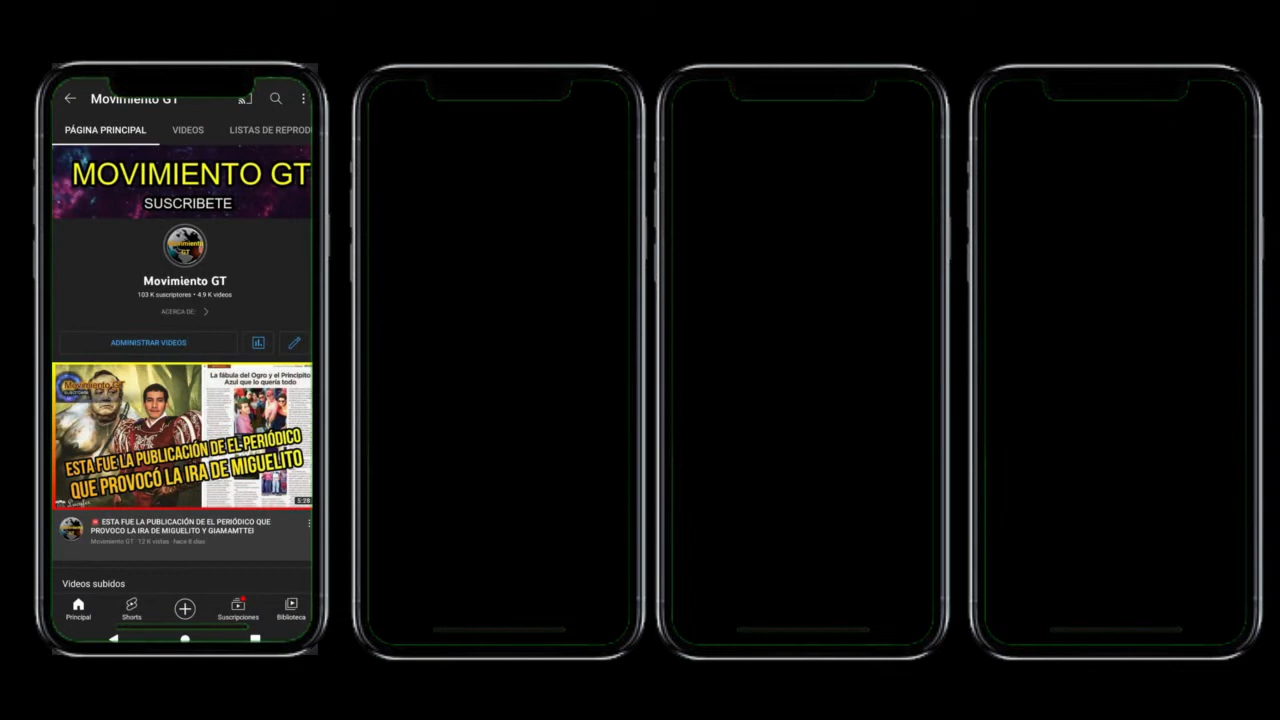 Movimiento GT
PÁGINA PRINCIPAL
VIDEOS
LISTAS DE REPROD
MOVIMIENTO GT
SUSCRIBETE
Movimiento
GT
Movimiento GT
103 K suscriptores • 4.9 K videos
ACERCA DE:
ADMINISTRAR VIDEOS
Movimiento GT
SUSCRIBETE
La fábula del Ogro y el Principito
Azul que lo quería todo
ESTA FUE LA PUBLICACIÓN DE EL PERIÓDICO
QUE PROVOCÓ LA IRA DE MIGUELITO
5:28
ESTA FUE LA PUBLICACIÓN DE EL PERIÓDICO QUE
PROVOCO LA IRA DE MIGUELITO Y GIAMAMTTEI
Movimiento GT · 12 K vistas · hace 8 días
Videos subidos
Principal
Shorts
Suscripciones
Biblioteca